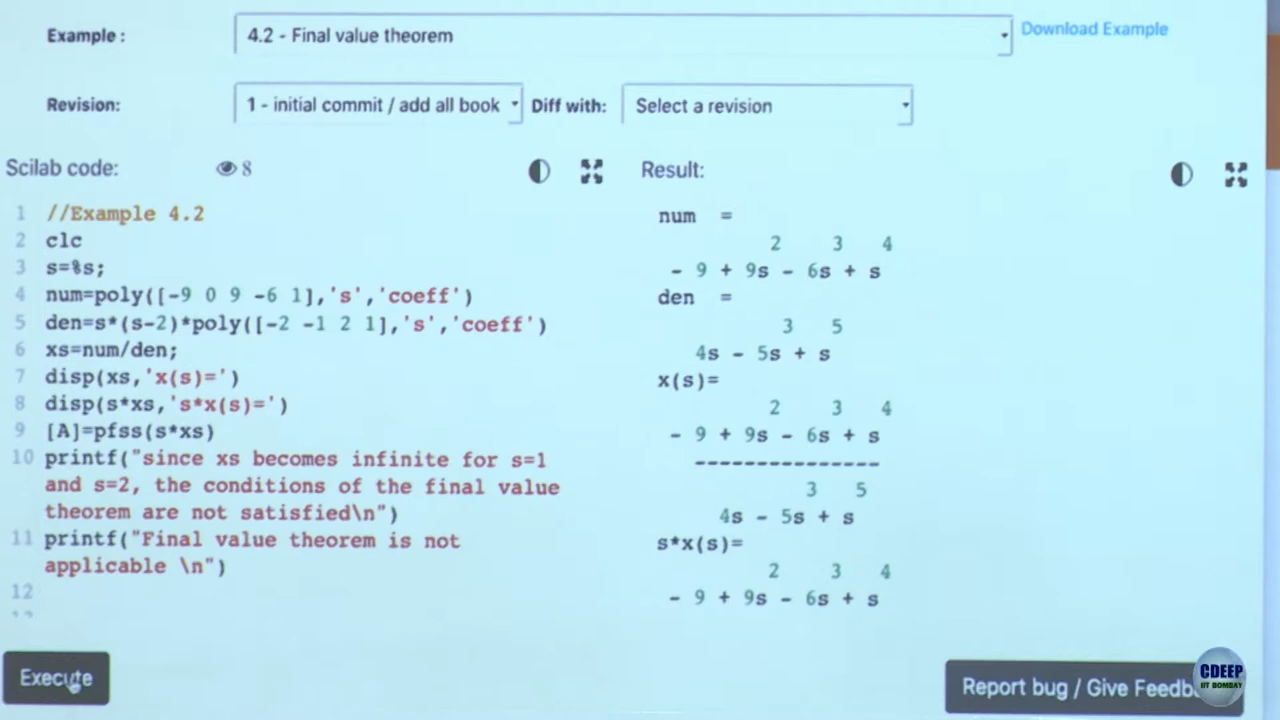 Example :
4.2 - Final value theorem
Download Example
Revision:
1 - initial commit / add all book
Diff with:
Select a revision
Scilab code:
8
Result:
1 //Example 4.2
2 clc
3 s=%s;
4 num=poly([-9 0 9 -6 1],'s','coeff')
5 den=s*(s-2)*poly([-2 -1 2 1],'s','coeff')
6 xs=num/den;
7 disp(xs,'x(s)=')
8 disp(s*xs,'s*x(s)=')
9 [A]=pfss(s*xs)
10 printf("since xs becomes infinite for s=1
and s=2, the conditions of the final value
theorem are not satisfied\n")
11 printf("Final value theorem is not
applicable \n")
12
num =
2 3 4
- 9 + 9s - 6s + s
den =
3 5
4s - 5s + s
x(s)=
2 3 4
- 9 + 9s - 6s + s
---------------
3 5
4s - 5s + s
s*x(s)=
2 3 4
- 9 + 9s - 6s + s
Execute
Report bug / Give Feedb
CDEEP
IIT BOMBAY